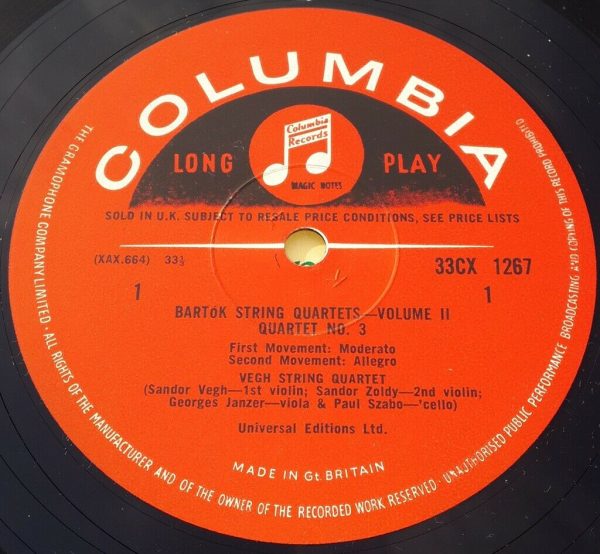 COLUMBIA
Columbia
Records
MAGIC NOTES
LONG PLAY
SOLD IN U.K. SUBJECT TO RESALE PRICE CONDITIONS, SEE PRICE LISTS
(XAX.664) 33⅓ 33CX 1267
1 1
BARTóK STRING QUARTETS—VOLUME II
QUARTET NO. 3
First Movement: Moderato
Second Movement: Allegro
VEGH STRING QUARTET
(Sandor Vegh—1st violin; Sandor Zoldy—2nd violin;
Georges Janzer—viola & Paul Szabo—'cello)
Universal Editions Ltd.
MADE IN Gt. BRITAIN
THE GRAMOPHONE COMPANY LIMITED · ALL RIGHTS OF THE MANUFACTURER AND OF THE OWNER OF THE RECORDED WORK RESERVED · UNAUTHORISED PUBLIC PERFORMANCE BROADCASTING AND COPYING OF THIS RECORD PROHIBITED